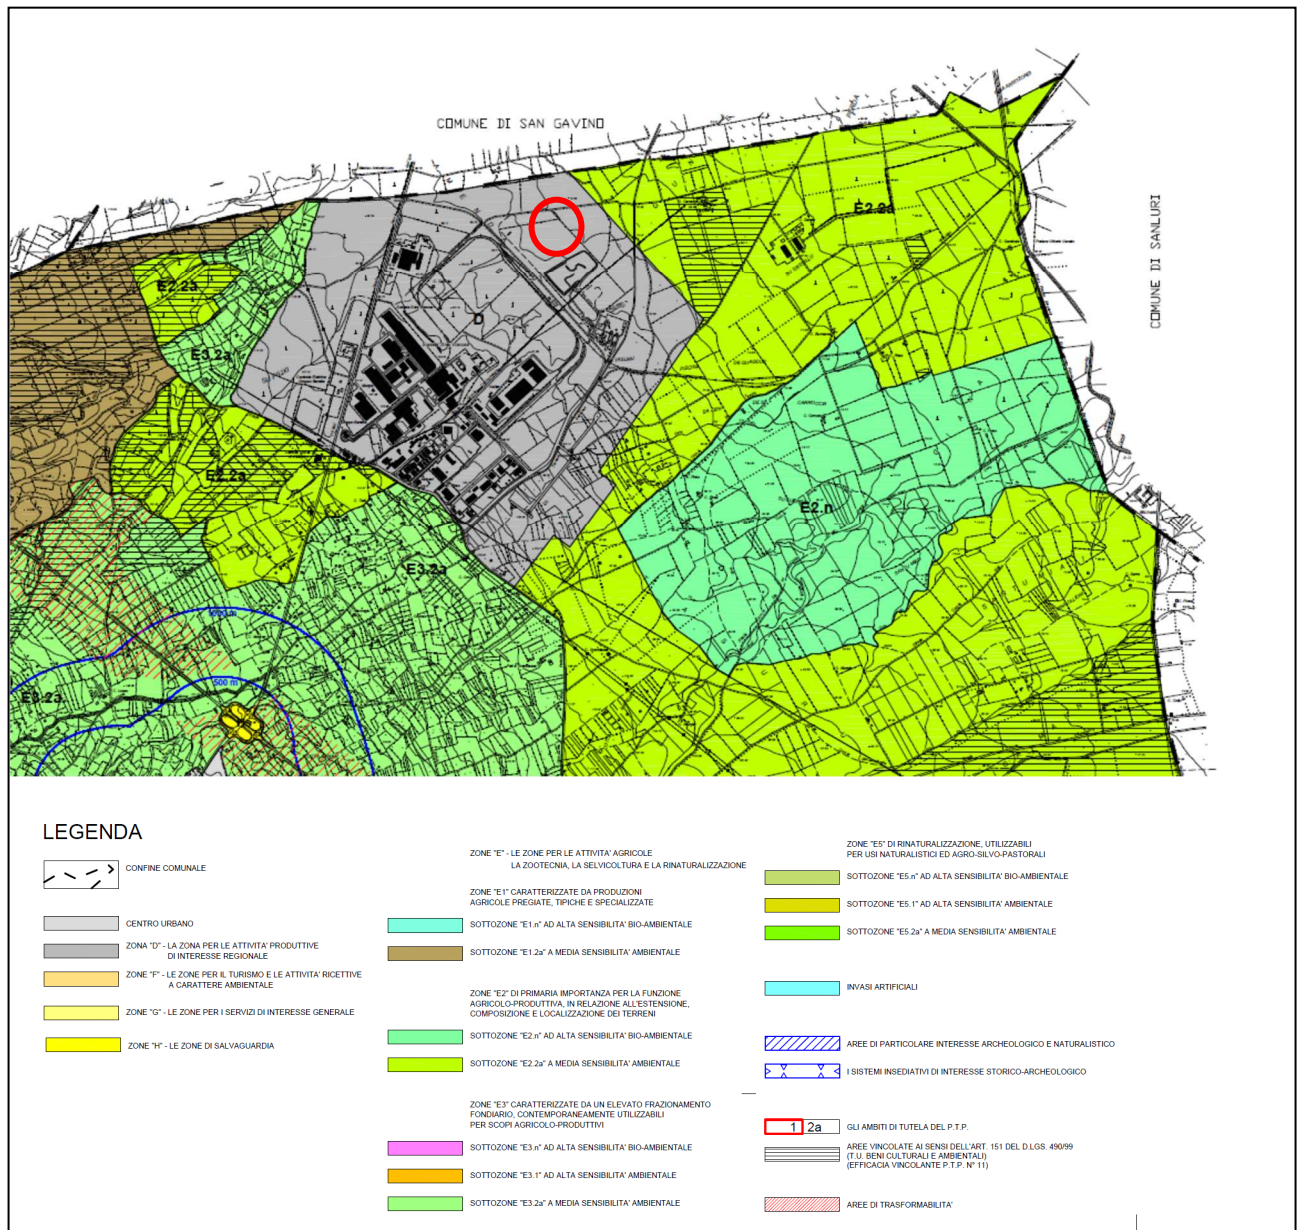 COMUNE DI SAN GAVINO
COMUNE DI SANLURI
E2.2a
E2.2a
E3.2a
D
E2.2a
E2.n
E3.2a
E3.2a
1000 m
500 m
LEGENDA
CONFINE COMUNALE
CENTRO URBANO
ZONA "D" - LA ZONA PER LE ATTIVITA' PRODUTTIVE
DI INTERESSE REGIONALE
ZONE "F" - LE ZONE PER IL TURISMO E LE ATTIVITA' RICETTIVE
A CARATTERE AMBIENTALE
ZONE "G" - LE ZONE PER I SERVIZI DI INTERESSE GENERALE
ZONE "H" - LE ZONE DI SALVAGUARDIA
ZONE "E" - LE ZONE PER LE ATTIVITA' AGRICOLE
LA ZOOTECNIA, LA SELVICOLTURA E LA RINATURALIZZAZIONE
ZONE "E1" CARATTERIZZATE DA PRODUZIONI
AGRICOLE PREGIATE, TIPICHE E SPECIALIZZATE
SOTTOZONE "E1.n" AD ALTA SENSIBILITA' BIO-AMBIENTALE
SOTTOZONE "E1.2a" A MEDIA SENSIBILITA' AMBIENTALE
ZONE "E2" DI PRIMARIA IMPORTANZA PER LA FUNZIONE
AGRICOLO-PRODUTTIVA, IN RELAZIONE ALL'ESTENSIONE,
COMPOSIZIONE E LOCALIZZAZIONE DEI TERRENI
SOTTOZONE "E2.n" AD ALTA SENSIBILITA' BIO-AMBIENTALE
SOTTOZONE "E2.2a" A MEDIA SENSIBILITA' AMBIENTALE
ZONE "E3" CARATTERIZZATE DA UN ELEVATO FRAZIONAMENTO
FONDIARIO, CONTEMPORANEAMENTE UTILIZZABILI
PER SCOPI AGRICOLO-PRODUTTIVI
SOTTOZONE "E3.n" AD ALTA SENSIBILITA' BIO-AMBIENTALE
SOTTOZONE "E3.1" AD ALTA SENSIBILITA' AMBIENTALE
SOTTOZONE "E3.2a" A MEDIA SENSIBILITA' AMBIENTALE
ZONE "E5" DI RINATURALIZZAZIONE, UTILIZZABILI
PER USI NATURALISTICI ED AGRO-SILVO-PASTORALI
SOTTOZONE "E5.n" AD ALTA SENSIBILITA' BIO-AMBIENTALE
SOTTOZONE "E5.1" AD ALTA SENSIBILITA' AMBIENTALE
SOTTOZONE "E5.2a" A MEDIA SENSIBILITA' AMBIENTALE
INVASI ARTIFICIALI
AREE DI PARTICOLARE INTERESSE ARCHEOLOGICO E NATURALISTICO
I SISTEMI INSEDIATIVI DI INTERESSE STORICO-ARCHEOLOGICO
1 2a GLI AMBITI DI TUTELA DEL P.T.P.
AREE VINCOLATE AI SENSI DELL'ART. 151 DEL D.LGS. 490/99
(T.U. BENI CULTURALI E AMBIENTALI)
(EFFICACIA VINCOLANTE P.T.P. N° 11)
AREE DI TRASFORMABILITA'